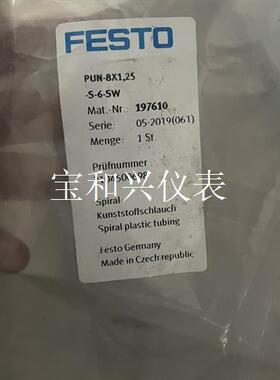 FESTO
PUN-8X1,25
-S-6-SW
Mat.-Nr.: 197610
Serie: 05-2019(061)
Menge: 1 St.
Prüfnummer
Spiral
Kunststoffschlauch
Spiral plastic tubing
Festo Germany
Made in Czech republic
宝和兴仪表